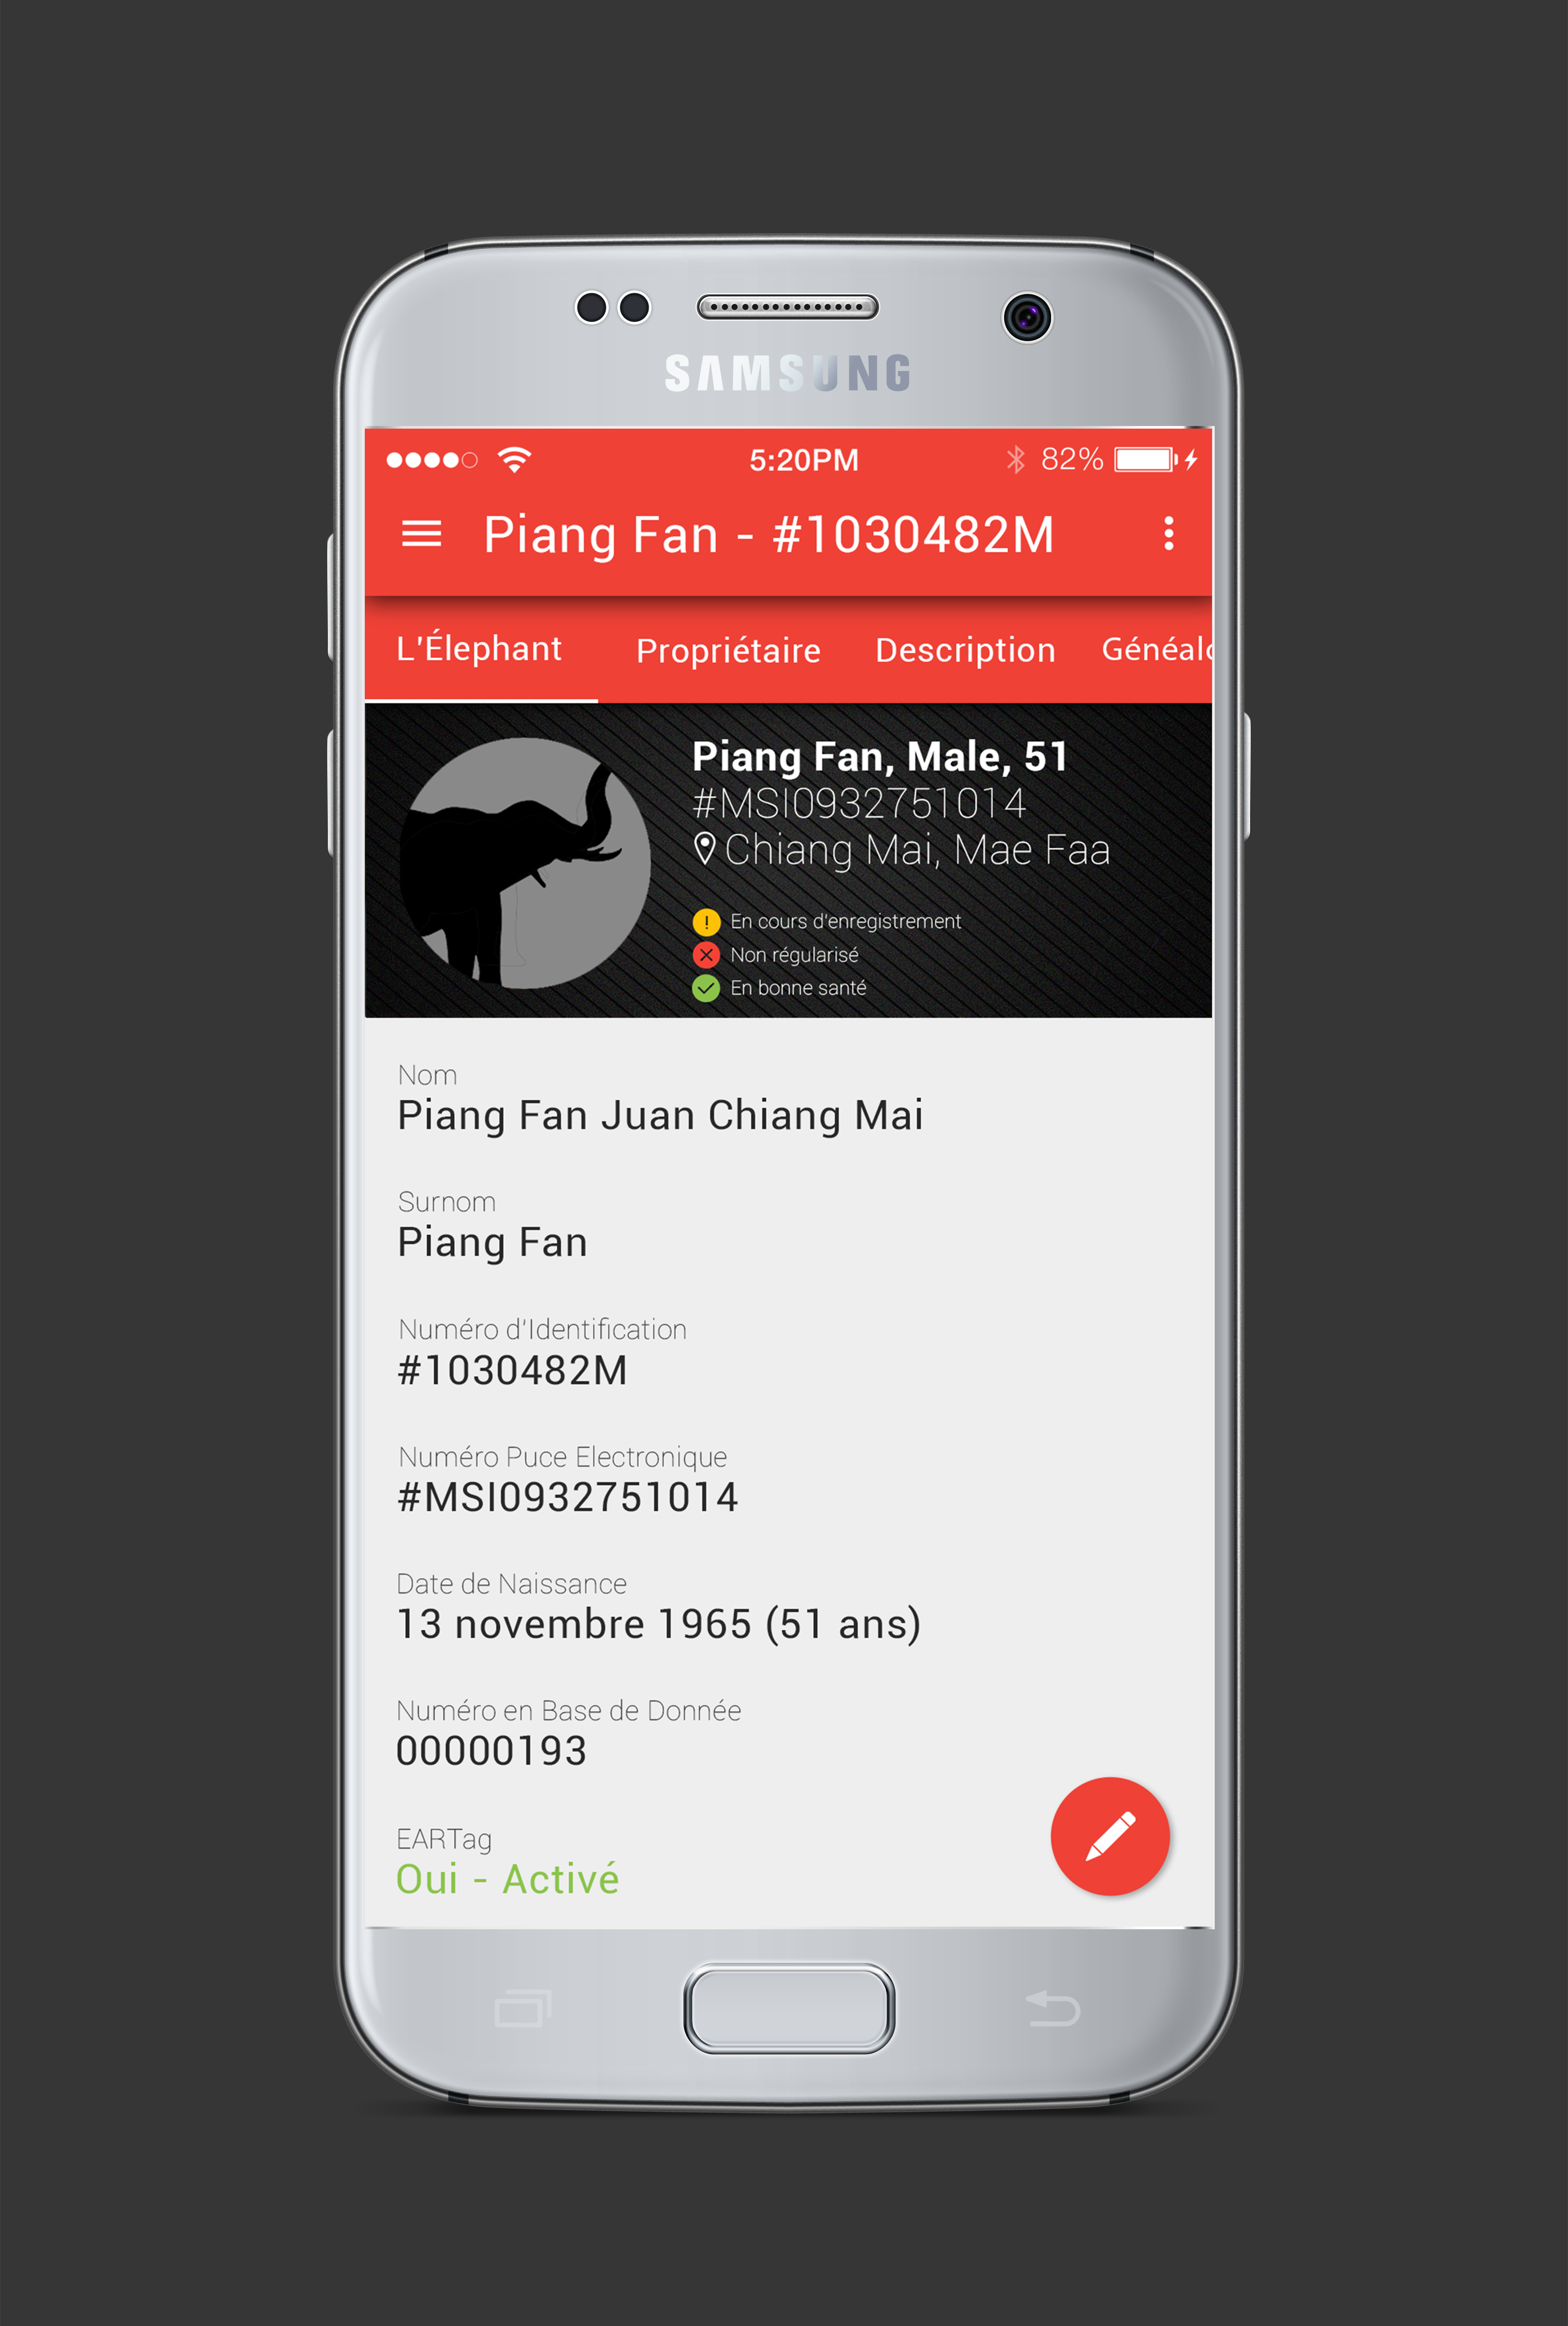 SAMSUNG
5:20PM
82%
Piang Fan - #1030482M
L'Élephant
Propriétaire
Description
Généalo
Piang Fan, Male, 51
#MSI0932751014
Chiang Mai, Mae Faa
En cours d'enregistrement
Non régularisé
En bonne santé
Nom
Piang Fan Juan Chiang Mai
Surnom
Piang Fan
Numéro d'Identification
#1030482M
Numéro Puce Electronique
#MSI0932751014
Date de Naissance
13 novembre 1965 (51 ans)
Numéro en Base de Donnée
00000193
EARTag
Oui - Activé